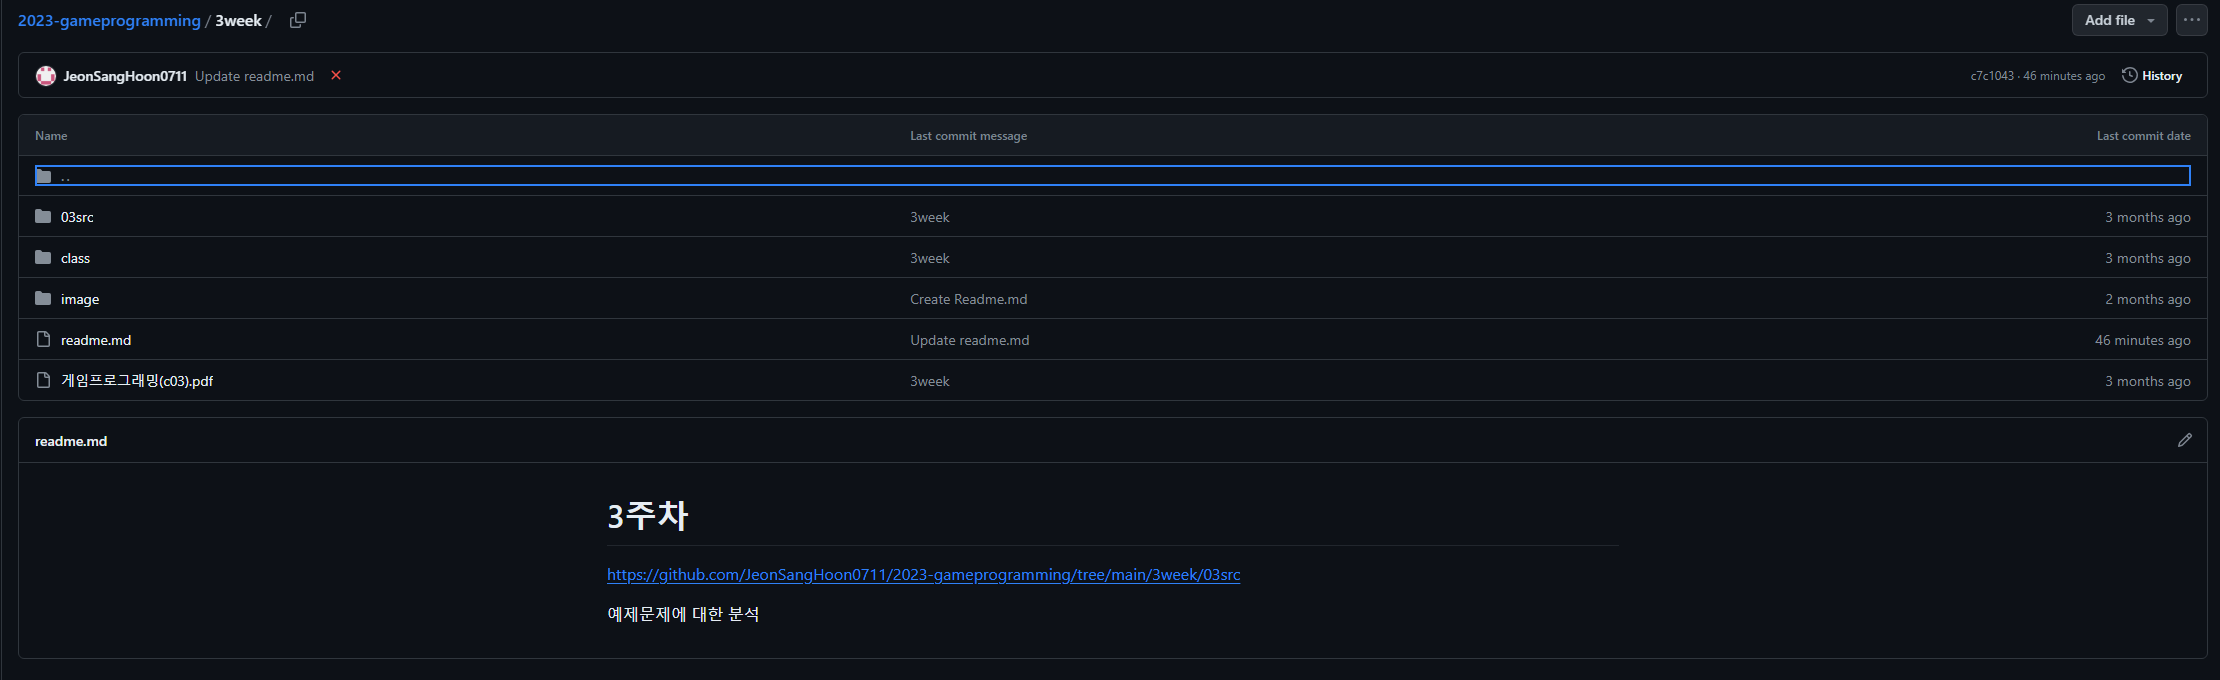 2023-gameprogramming / 3week /
Add file
JeonSangHoon0711 Update readme.md
c7c1043 · 46 minutes ago History
Name Last commit message Last commit date
..
03src 3week 3 months ago
class 3week 3 months ago
image Create Readme.md 2 months ago
readme.md Update readme.md 46 minutes ago
게임프로그래밍(c03).pdf 3week 3 months ago
readme.md
3주차
https://github.com/JeonSangHoon0711/2023-gameprogramming/tree/main/3week/03src
예제문제에 대한 분석